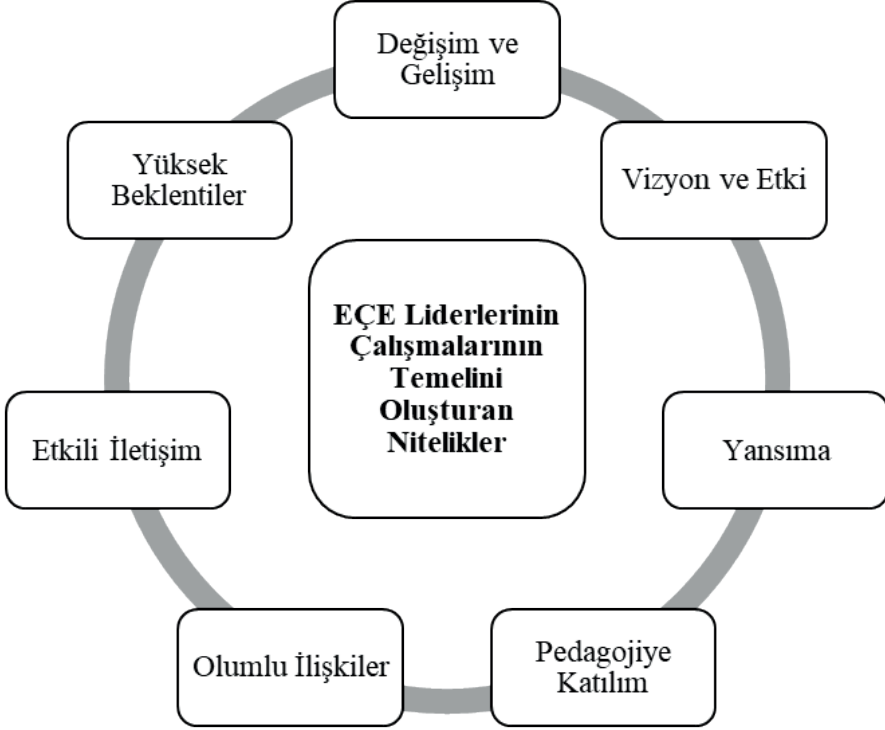 Değişim ve
Gelişim
Yüksek
Beklentiler
Vizyon ve Etki
EÇE Liderlerinin
Çalışmalarının
Temelini
Oluşturan
Nitelikler
Etkili İletişim
Yansıma
Olumlu İlişkiler
Pedagojiye
Katılım